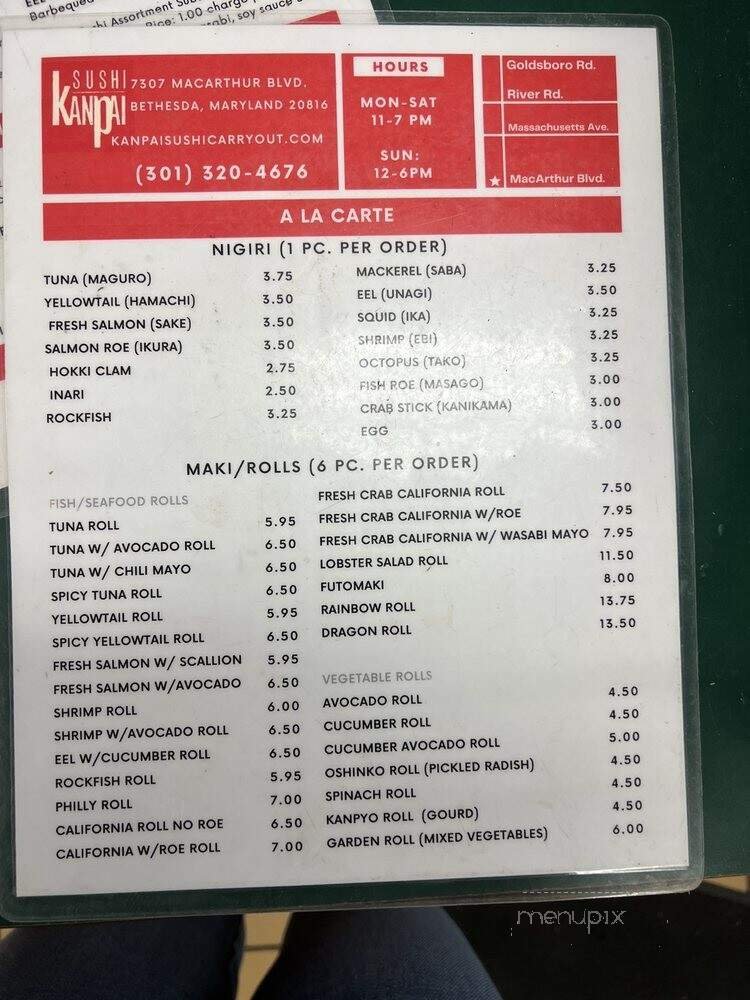 Barbequed
Sushi Assortment
Rice: 1.00 charge
soy sauce
SUSHI
KANPAI
7307 MACARTHUR BLVD.
BETHESDA, MARYLAND 20816
KANPAISUSHICARRYOUT.COM
(301) 320-4676
HOURS
MON-SAT
11-7 PM
SUN:
12-6PM
Goldsboro Rd.
River Rd.
Massachusetts Ave.
MacArthur Blvd.
A LA CARTE
NIGIRI (1 PC. PER ORDER)
TUNA (MAGURO) 3.75
YELLOWTAIL (HAMACHI) 3.50
FRESH SALMON (SAKE) 3.50
SALMON ROE (IKURA) 3.50
HOKKI CLAM 2.75
INARI 2.50
ROCKFISH 3.25
MACKEREL (SABA) 3.25
EEL (UNAGI) 3.50
SQUID (IKA) 3.25
SHRIMP (EBI) 3.25
OCTOPUS (TAKO) 3.25
FISH ROE (MASAGO) 3.00
CRAB STICK (KANIKAMA) 3.00
EGG 3.00
MAKI/ROLLS (6 PC. PER ORDER)
FISH/SEAFOOD ROLLS
TUNA ROLL 5.95
TUNA W/ AVOCADO ROLL 6.50
TUNA W/ CHILI MAYO 6.50
SPICY TUNA ROLL 6.50
YELLOWTAIL ROLL 5.95
SPICY YELLOWTAIL ROLL 6.50
FRESH SALMON W/ SCALLION 5.95
FRESH SALMON W/AVOCADO 6.50
SHRIMP ROLL 6.00
SHRIMP W/AVOCADO ROLL 6.50
EEL W/CUCUMBER ROLL 6.50
ROCKFISH ROLL 5.95
PHILLY ROLL 7.00
CALIFORNIA ROLL NO ROE 6.50
CALIFORNIA W/ROE ROLL 7.00
FRESH CRAB CALIFORNIA ROLL 7.50
FRESH CRAB CALIFORNIA W/ROE 7.95
FRESH CRAB CALIFORNIA W/ WASABI MAYO 7.95
LOBSTER SALAD ROLL 11.50
FUTOMAKI 8.00
RAINBOW ROLL 13.75
DRAGON ROLL 13.50
VEGETABLE ROLLS
AVOCADO ROLL 4.50
CUCUMBER ROLL 4.50
CUCUMBER AVOCADO ROLL 5.00
OSHINKO ROLL (PICKLED RADISH) 4.50
SPINACH ROLL 4.50
KANPYO ROLL (GOURD) 4.50
GARDEN ROLL (MIXED VEGETABLES) 6.00
menupix